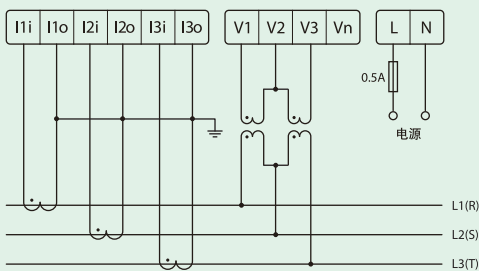 I1i I1o I2i I2o I3i I3o V1 V2 V3 Vn L N
0.5A
电源
L1(R)
L2(S)
L3(T)